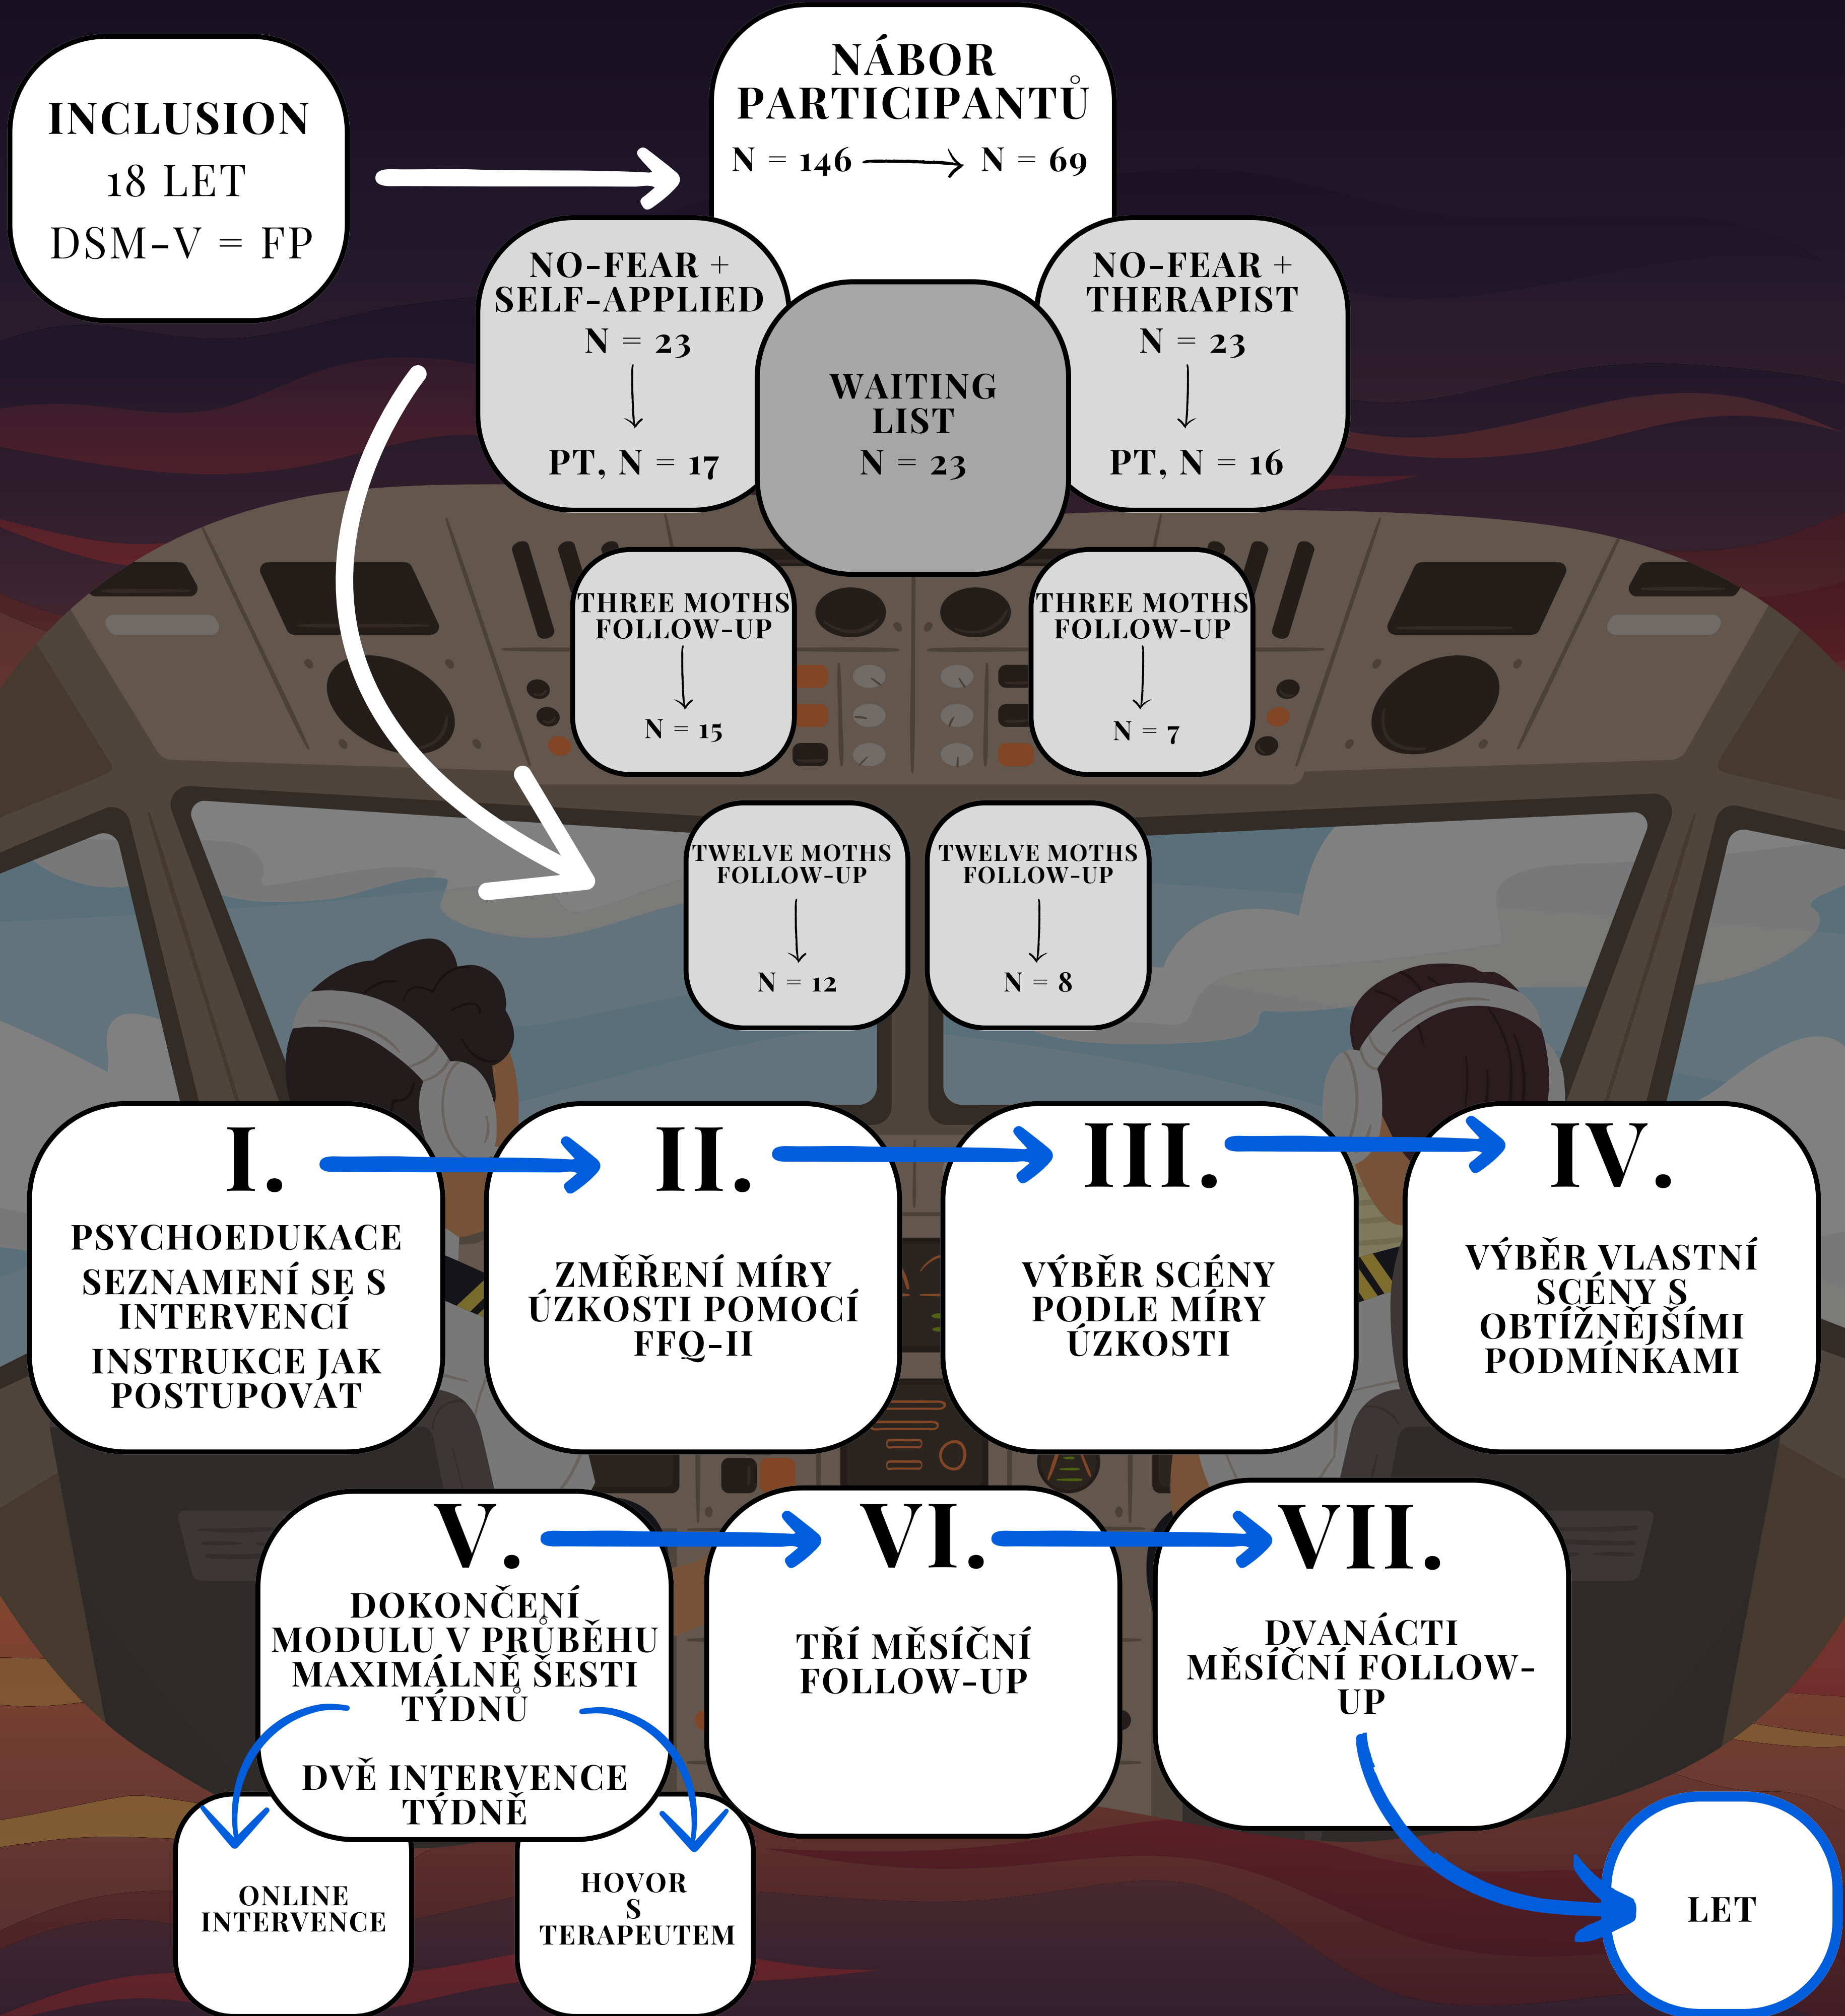 INCLUSION
18 LET
DSM-V = FP
NÁBOR
PARTICIPANTŮ
N = 146 → N = 69
NO-FEAR +
SELF-APPLIED
N = 23
PT, N = 17
WAITING
LIST
N = 23
NO-FEAR +
THERAPIST
N = 23
PT, N = 16
THREE MOTHS
FOLLOW-UP
N = 15
THREE MOTHS
FOLLOW-UP
N = 7
TWELVE MOTHS
FOLLOW-UP
N = 12
TWELVE MOTHS
FOLLOW-UP
N = 8
I.
PSYCHOEDUKACE
SEZNAMENÍ SE S
INTERVENCÍ
INSTRUKCE JAK
POSTUPOVAT
II.
ZMĚŘENÍ MÍRY
ÚZKOSTI POMOCÍ
FFQ-II
III.
VÝBĚR SCÉNY
PODLE MÍRY
ÚZKOSTI
IV.
VÝBĚR VLASTNÍ
SCÉNY S
OBTÍŽNĚJŠÍMI
PODMÍNKAMI
V.
DOKONČENÍ
MODULU V PRŮBĚHU
MAXIMÁLNĚ ŠESTI
TÝDNŮ
DVĚ INTERVENCE
TÝDNĚ
ONLINE
INTERVENCE
HOVOR
S
TERAPEUTEM
VI.
TŘÍ MĚSÍČNÍ
FOLLOW-UP
VII.
DVANÁCTI
MĚSÍČNÍ FOLLOW-
UP
LET